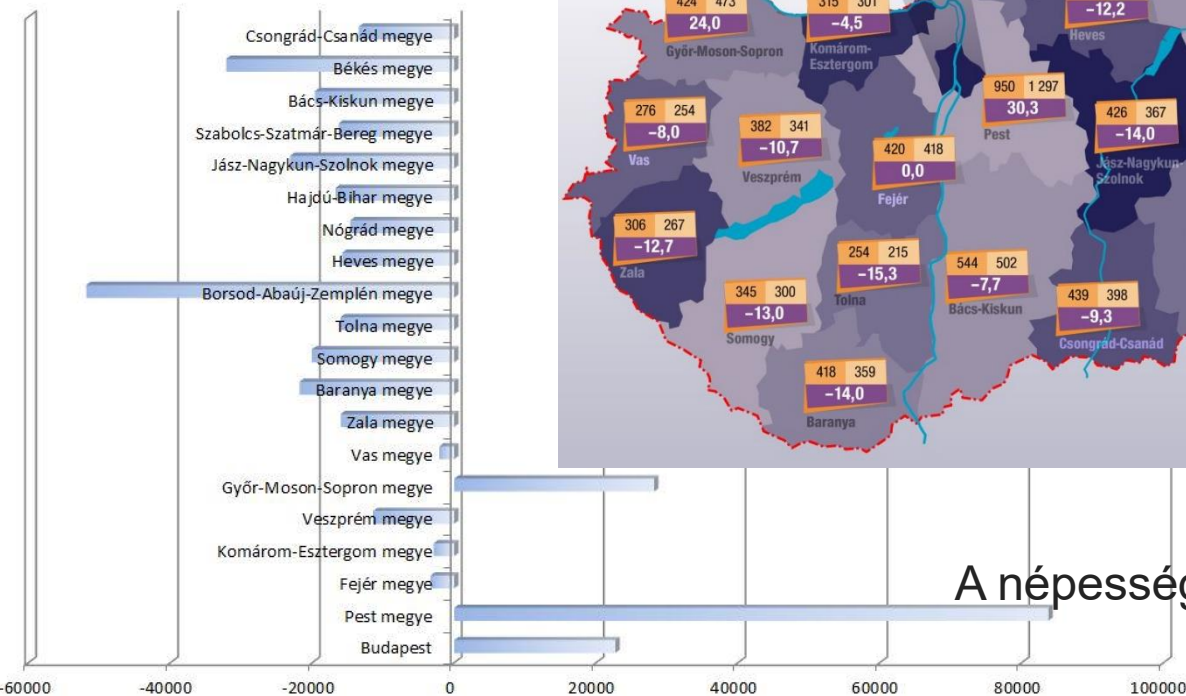 Csongrád-Csanád megye
Békés megye
Bács-Kiskun megye
Szabolcs-Szatmár-Bereg megye
Jász-Nagykun-Szolnok megye
Hajdú-Bihar megye
Nógrád megye
Heves megye
Borsod-Abaúj-Zemplén megye
Tolna megye
Somogy megye
Baranya megye
Zala megye
Vas megye
Győr-Moson-Sopron megye
Veszprém megye
Komárom-Esztergom megye
Fejér megye
Pest megye
Budapest
-60000 -40000 -20000 0 20000 40000 60000 80000 100000
424 473
24,0
Győr-Moson-Sopron
315 301
−4,5
Komárom-
Esztergom
−12,2
Heves
950 1 297
30,3
Pest
426 367
−14,0
Jász-Nagykun-
Szolnok
276 254
−8,0
Vas
382 341
−10,7
Veszprém
420 418
0,0
Fejér
306 267
−12,7
Zala
254 215
−15,3
Tolna
544 502
−7,7
Bács-Kiskun
345 300
−13,0
Somogy
439 398
−9,3
Csongrád-Csanád
418 359
−14,0
Baranya
A népesség